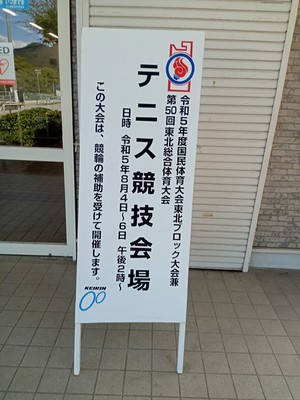 令和5年度国民体育大会東北ブロック大会兼
第50回東北総合体育大会
テニス競技会場
日時 令和5年8月4日~6日 午後2時~
この大会は、競輪の補助を受けて開催します。
KEIRIN